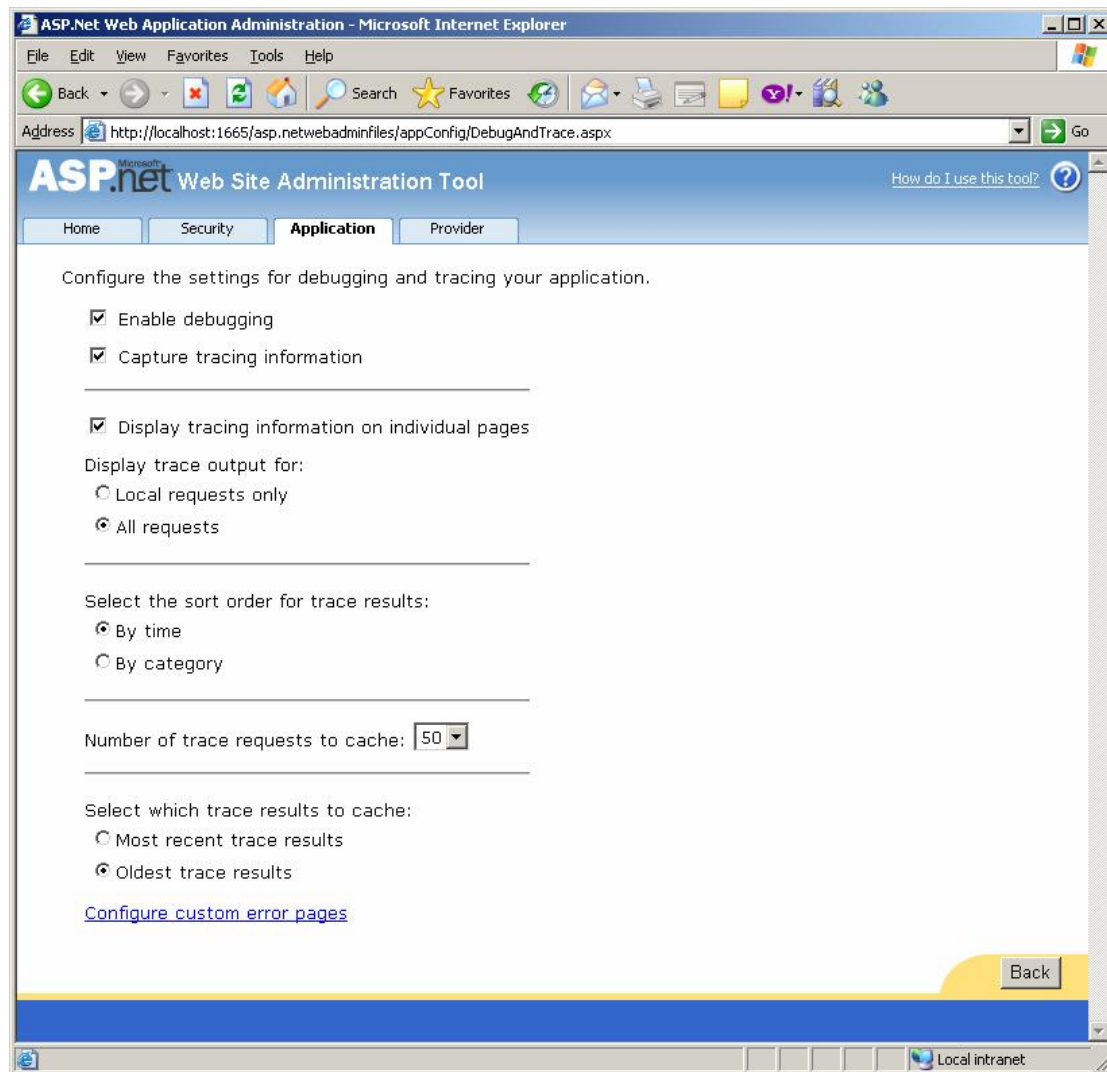 ASP.Net Web Application Administration - Microsoft Internet Explorer
File Edit View Favorites Tools Help
Back Search Favorites
Address http://localhost:1665/asp.netwebadminfiles/appConfig/DebugAndTrace.aspx Go
Microsoft
ASP.net Web Site Administration Tool How do I use this tool? ?
Home Security Application Provider
Configure the settings for debugging and tracing your application.
Enable debugging
Capture tracing information
Display tracing information on individual pages
Display trace output for:
Local requests only
All requests
Select the sort order for trace results:
By time
By category
Number of trace requests to cache: 50
Select which trace results to cache:
Most recent trace results
Oldest trace results
Configure custom error pages
Back
Local intranet